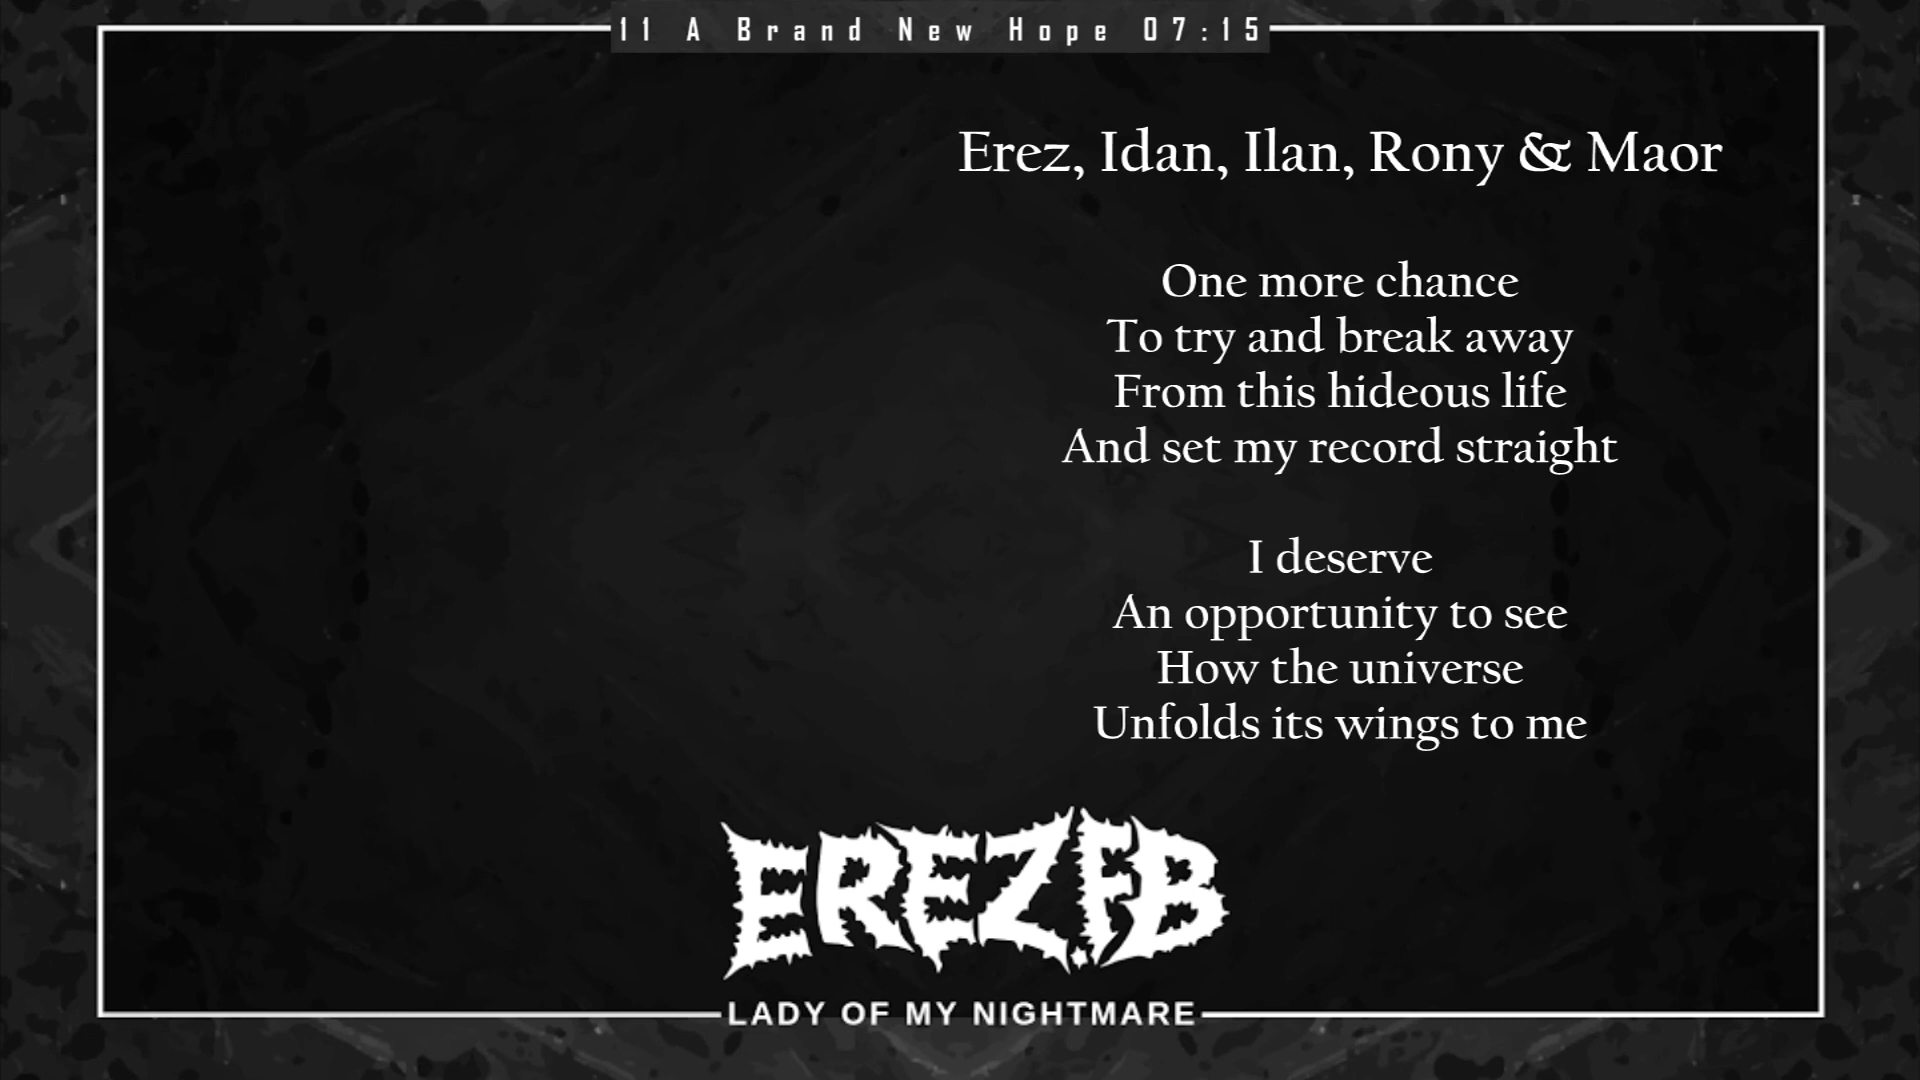 11 A Brand New Hope 07:15
Erez, Idan, Ilan, Rony & Maor
One more chance
To try and break away
From this hideous life
And set my record straight
I deserve
An opportunity to see
How the universe
Unfolds its wings to me
EREZ.FB
LADY OF MY NIGHTMARE